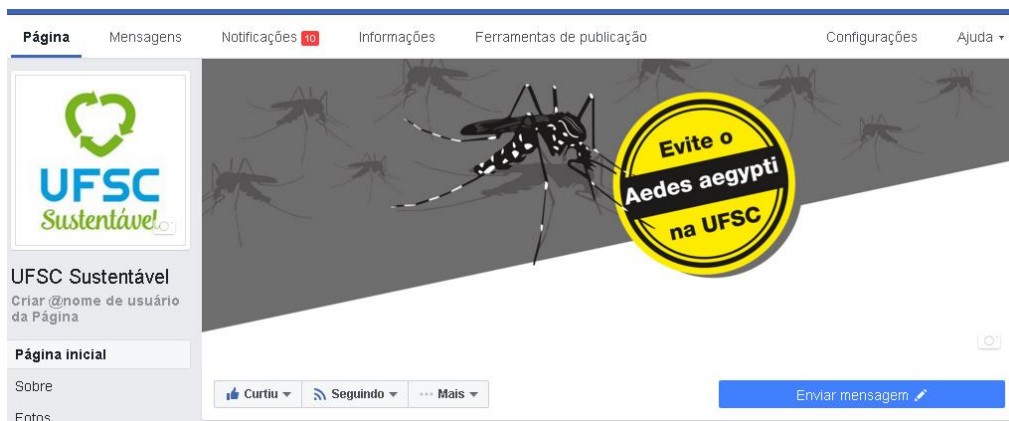 Página Mensagens Notificações 10 Informações Ferramentas de publicação Configurações Ajuda
UFSC
Sustentável
Evite o
Aedes aegypti
na UFSC
UFSC Sustentável
Criar @nome de usuário
da Página
Página inicial
Sobre
Fotos
Curtiu Seguindo ··· Mais Enviar mensagem